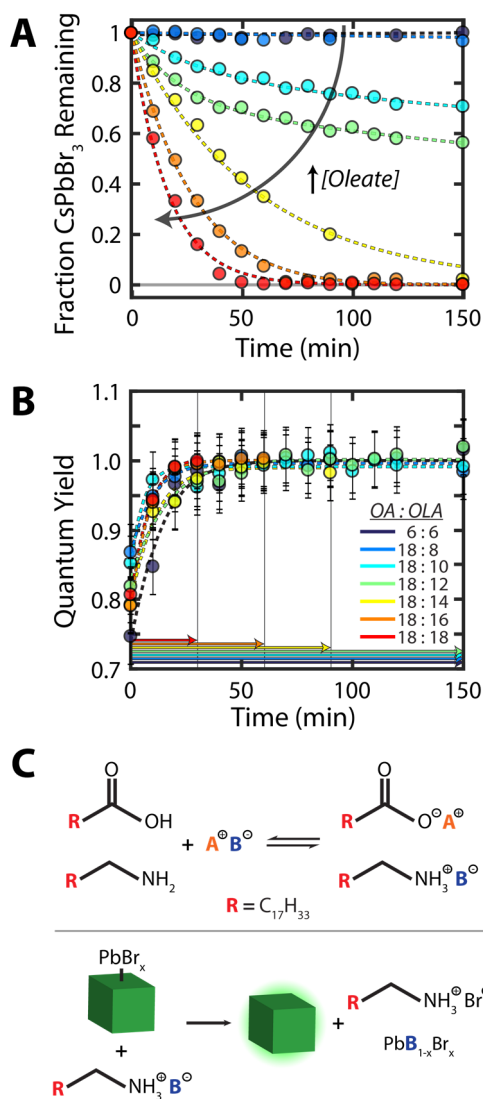 A
Fraction CsPbBr3 Remaining
1
0.8
0.6
0.4
0.2
0
[Oleate]
0
50
100
150
Time (min)
B
Quantum Yield
1.1
1.0
0.9
0.8
0.7
OA : OLA
6 : 6
18 : 8
18 : 10
18 : 12
18 : 14
18 : 16
18 : 18
0
50
100
150
Time (min)
C
O
R
OH
+ A⊕B⊖
O
R
O⊖A⊕
R
NH2
R
NH3⊕B⊖
R = C17H33
PbBrx
+
R
NH3⊕B⊖
+
R
NH3⊕Br
PbB1-xBrx